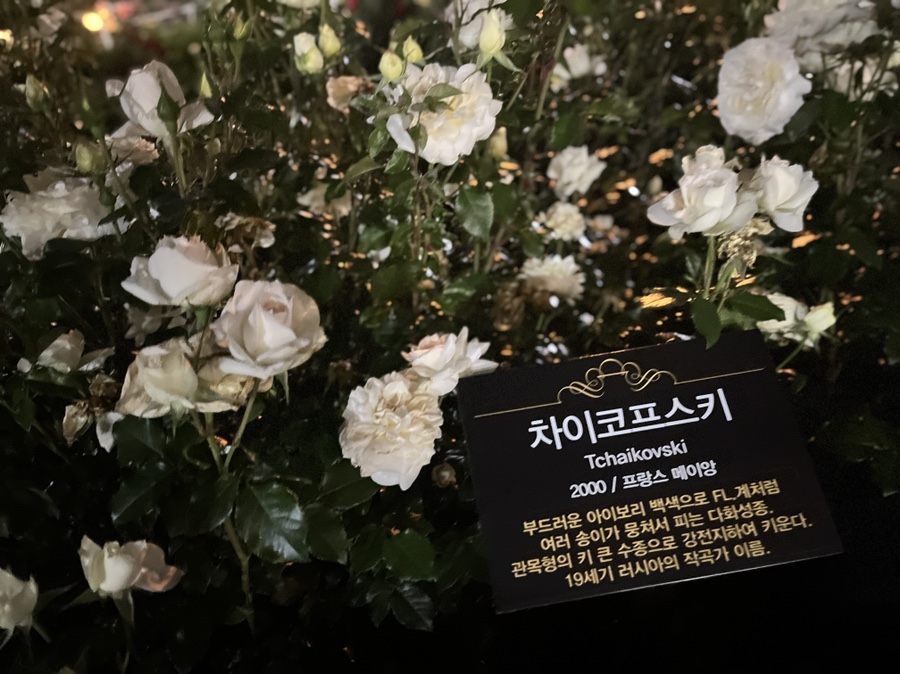 차이코프스키
Tchaikovski
2000 / 프랑스 메이앙
부드러운 아이보리 백색으로 FL.계처럼
여러 송이가 뭉쳐서 피는 다화성종.
관목형의 키 큰 수종으로 강전지하여 키운다.
19세기 러시아의 작곡가 이름.